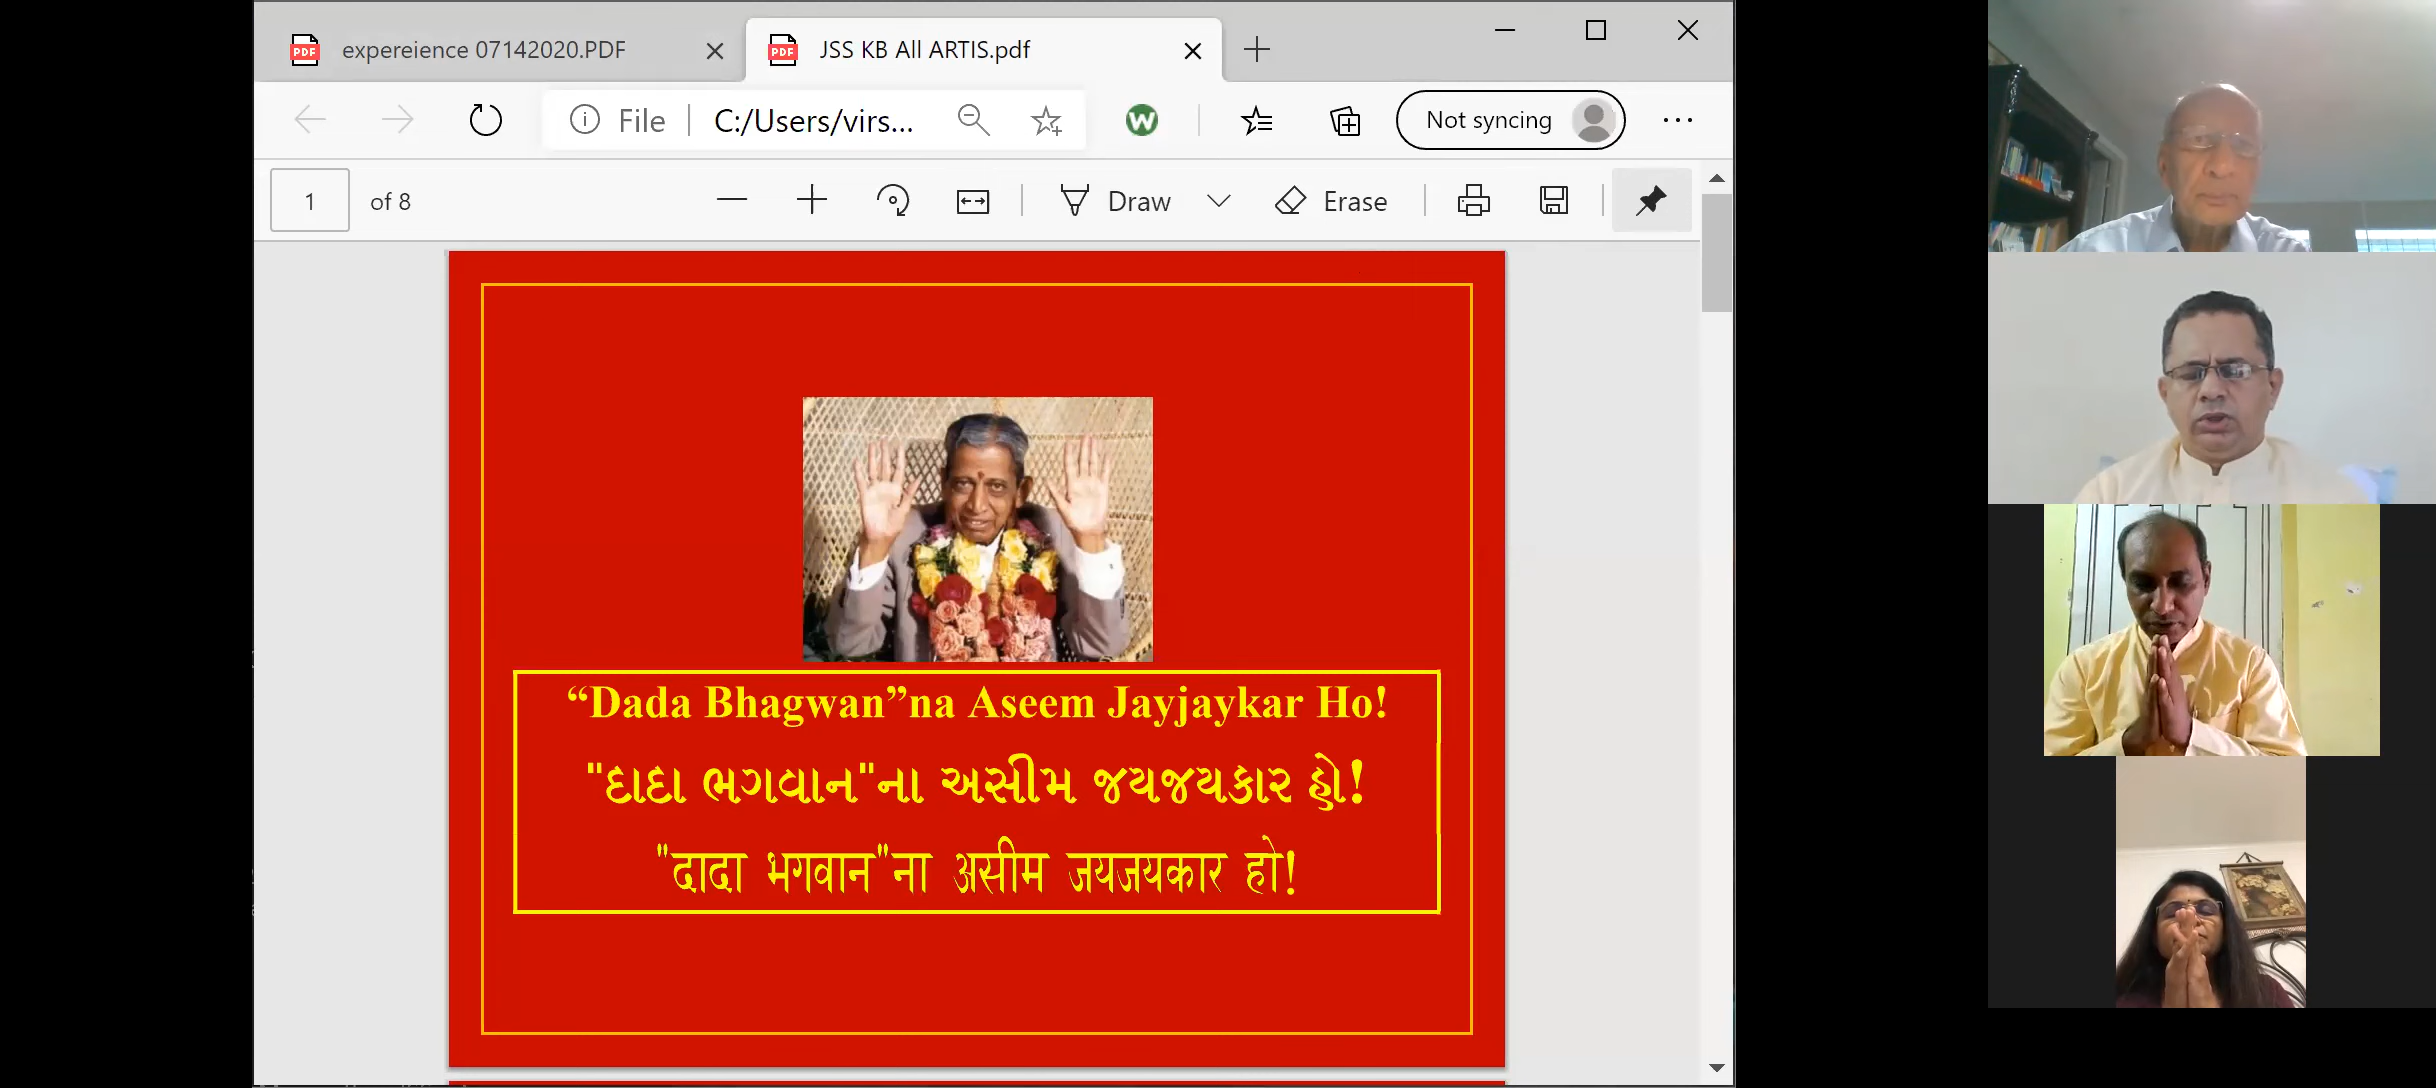 expereience 07142020.PDF
JSS KB All ARTIS.pdf
File
C:/Users/virs...
Not syncing
1 of 8
Draw
Erase
“Dada Bhagwan”na Aseem Jayjaykar Ho!
"દાદા ભગવાન"ના અસીમ જયજયકાર હો!
"दादा भगवान"ना असीम जयजयकार हो!